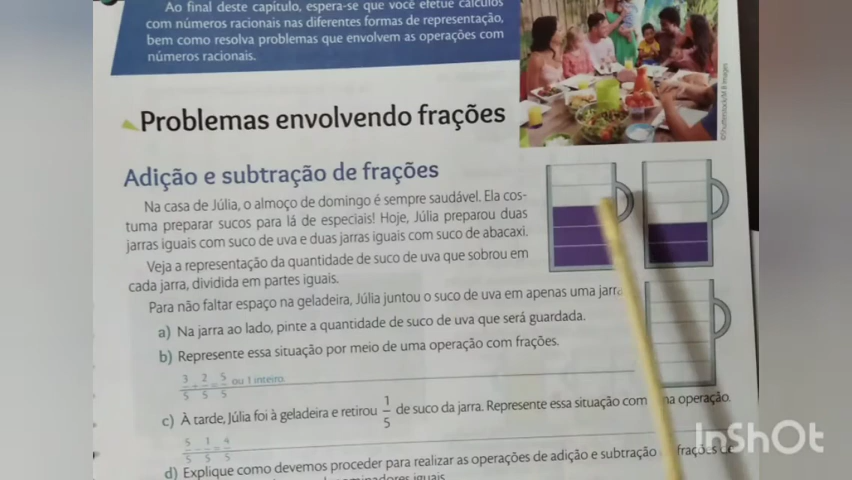 Ao final deste capítulo, espera-se que você efetue cálculos
com números racionais nas diferentes formas de representação,
bem como resolva problemas que envolvem as operações com
números racionais.
©Shutterstock/M B Images
Problemas envolvendo frações
Adição e subtração de frações
Na casa de Júlia, o almoço de domingo é sempre saudável. Ela cos-
tuma preparar sucos para lá de especiais! Hoje, Júlia preparou duas
jarras iguais com suco de uva e duas jarras iguais com suco de abacaxi.
Veja a representação da quantidade de suco de uva que sobrou em
cada jarra, dividida em partes iguais.
Para não faltar espaço na geladeira, Júlia juntou o suco de uva em apenas uma jarra
a) Na jarra ao lado, pinte a quantidade de suco de uva que será guardada.
b) Represente essa situação por meio de uma operação com frações.
3/5 + 2/5 = 5/5 ou 1 inteiro
c) À tarde, Júlia foi à geladeira e retirou 1/5 de suco da jarra. Represente essa situação com operação.
5/5 - 1/5 = 4/5
d) Explique como devemos proceder para realizar as operações de adição e subtração frações de
denominadores iguais
InShOt